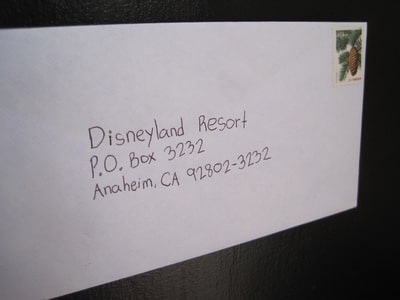 Disneyland Resort
P.O. Box 3232
Anaheim, CA 92802-3232